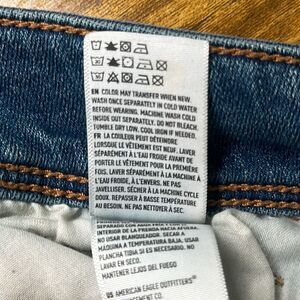 EN COLOR MAY TRANSFER WHEN NEW.
WASH ONCE SEPARATELY IN COLD WATER
BEFORE WEARING. MACHINE WASH COLD
INSIDE OUT SEPARATELY. DO NOT BLEACH.
TUMBLE DRY LOW. COOL IRON IF NEEDED.
FR LA COULEUR PEUT DÉTEINDRE
LORSQUE LE VÊTEMENT EST NEUF. LAVER
SÉPARÉMENT À L'EAU FROIDE AVANT DE
PORTER LE VÊTEMENT LA PREMIÈRE
FOIS. LAVER SÉPARÉMENT À L'ENVERS À
L'EAU FROIDE À LA MACHINE. NE PAS
JAVELLISER. SÉCHER À LA MACHINE CYCLE
DOUX. REPASSER À BASSE TEMPÉRATURE
AU BESOIN. NE PAS NETTOYER À SEC.
SEPARADO CON AGUA FRÍA Y CON EL
INTERIOR DE LA PRENDA HACIA AFUERA.
NO USAR BLANQUEADOR. SECAR A
MÁQUINA A TEMPERATURA BAJA. USAR
PLANCHA TIBIA SI ES NECESARIO. NO
LAVAR EN SECO.
MANTENER LEJOS DEL FUEGO
US AMERICAN EAGLE OUTFITTERS
CEMENT CO.